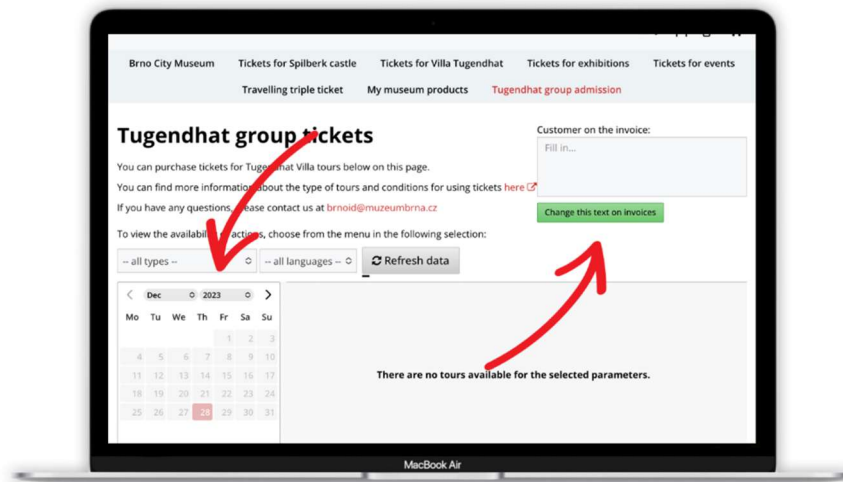 Brno City Museum
Tickets for Spilberk castle
Tickets for Villa Tugendhat
Tickets for exhibitions
Tickets for events
Travelling triple ticket
My museum products
Tugendhat group admission
Tugendhat group tickets
You can purchase tickets for Tugendhat Villa tours below on this page.
You can find more information about the type of tours and conditions for using tickets here
If you have any questions, please contact us at brnoid@muzeumbrna.cz
To view the availability of actions, choose from the menu in the following selection:
Customer on the invoice:
Fill in...
Change this text on invoices
-- all types --
-- all languages --
Refresh data
Dec 2023
Mo Tu We Th Fr Sa Su
1 2 3
4 5 6 7 8 9 10
11 12 13 14 15 16 17
18 19 20 21 22 23 24
25 26 27 28 29 30 31
There are no tours available for the selected parameters.
MacBook Air